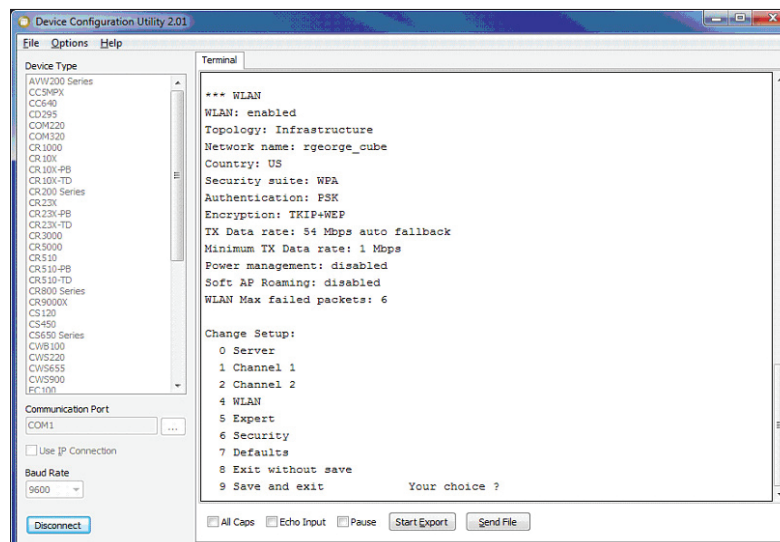 Device Configuration Utility 2.01
File Options Help
Device Type
AVW200 Series
CC5MPX
CC640
CD295
COM220
COM320
CR1000
CR10X
CR10X-PB
CR10X-TD
CR200 Series
CR23X
CR23X-PB
CR23X-TD
CR3000
CR5000
CR510
CR510-PB
CR510-TD
CR800 Series
CR9000X
CS120
CS450
CS650 Series
CWB100
CWS220
CWS655
CWS900
EC100
Communication Port
COM1
...
Use IP Connection
Baud Rate
9600
Disconnect
Terminal
*** WLAN
WLAN: enabled
Topology: Infrastructure
Network name: rgeorge_cube
Country: US
Security suite: WPA
Authentication: PSK
Encryption: TKIP+WEP
TX Data rate: 54 Mbps auto fallback
Minimum TX Data rate: 1 Mbps
Power management: disabled
Soft AP Roaming: disabled
WLAN Max failed packets: 6
Change Setup:
0 Server
1 Channel 1
2 Channel 2
4 WLAN
5 Expert
6 Security
7 Defaults
8 Exit without save
9 Save and exit Your choice ?
All Caps Echo Input Pause Start Export Send File